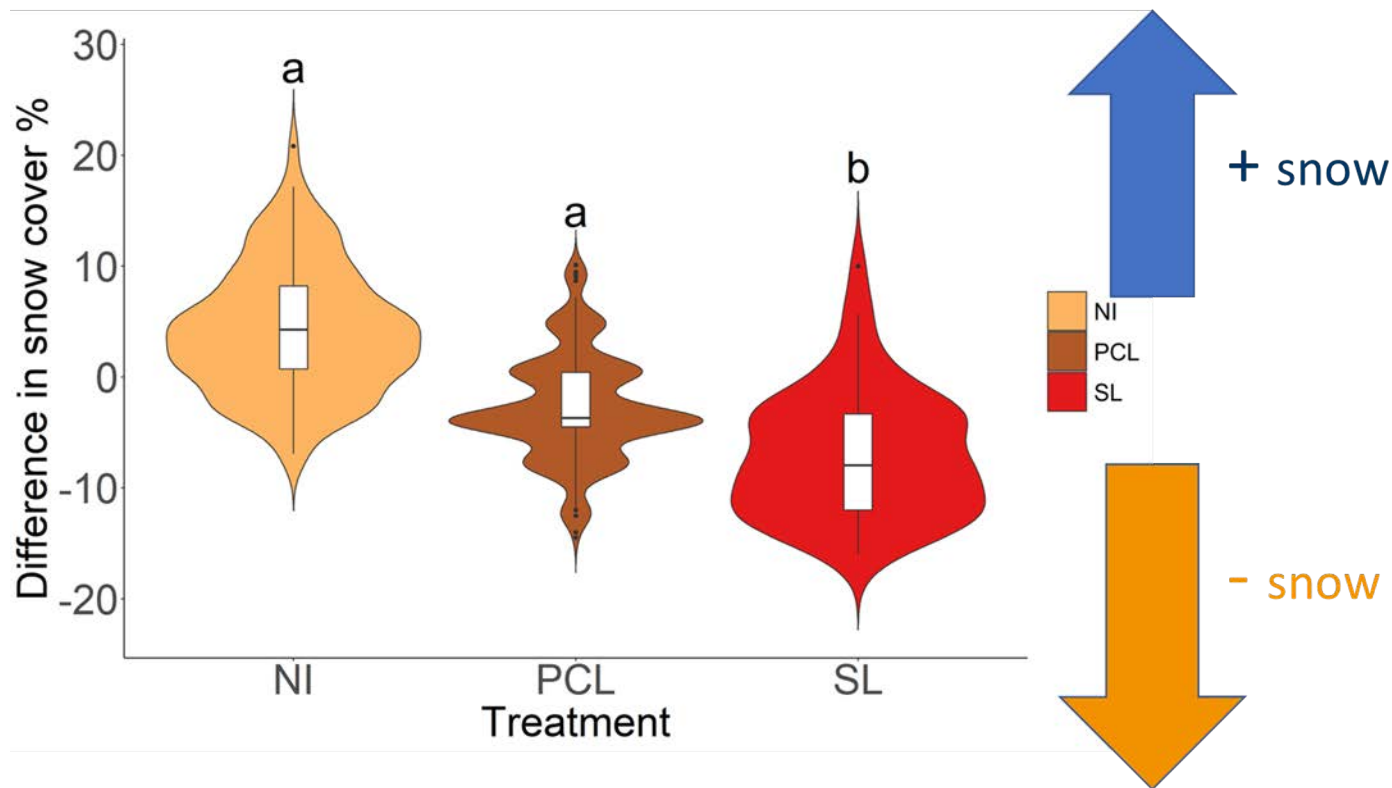 Difference in snow cover %
30
20
10
0
-10
-20
a
a
b
NI
PCL
SL
Treatment
NI
PCL
SL
+ snow
- snow